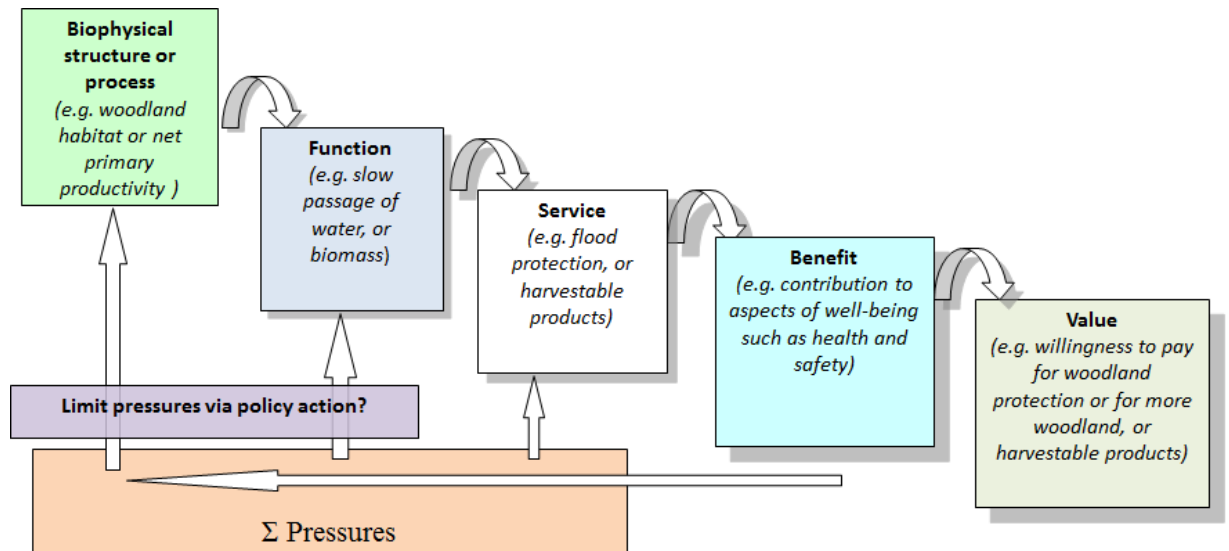 Biophysical
structure or
process
(e.g. woodland
habitat or net
primary
productivity )
Function
(e.g. slow
passage of
water, or
biomass)
Service
(e.g. flood
protection, or
harvestable
products)
Benefit
(e.g. contribution to
aspects of well-being
such as health and
safety)
Value
(e.g. willingness to pay
for woodland
protection or for more
woodland, or
harvestable products)
Limit pressures via policy action?
Σ Pressures